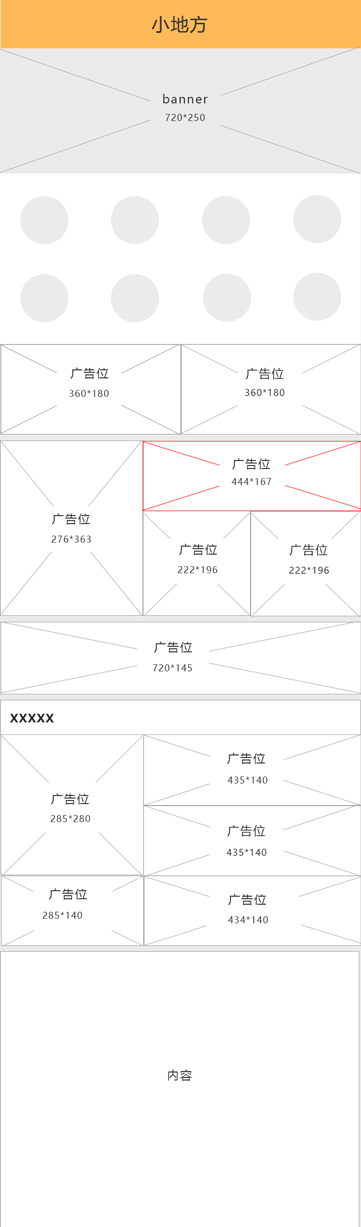 小地方
banner
720*250
广告位
360*180
广告位
360*180
广告位
276*363
广告位
444*167
广告位
222*196
广告位
222*196
广告位
720*145
XXXXX
广告位
285*280
广告位
435*140
广告位
435*140
广告位
285*140
广告位
434*140
内容